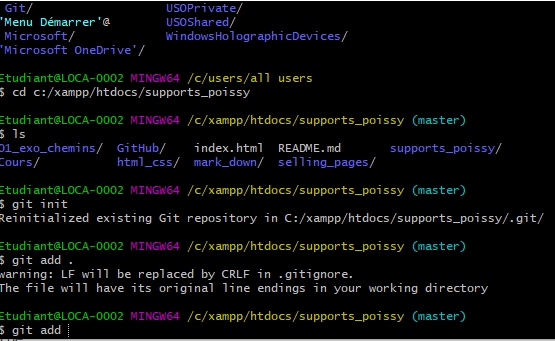 Git/ USOPrivate/
'Menu Démarrer'@ USOShared/
Microsoft/ WindowsHolographicDevices/
'Microsoft OneDrive'/
Etudiant@LOCA-0002 MINGW64 /c/users/all users
$ cd c:/xampp/htdocs/supports_poissy
Etudiant@LOCA-0002 MINGW64 /c/xampp/htdocs/supports_poissy (master)
$ ls
01_exo_chemins/ GitHub/ index.html README.md supports_poissy/
Cours/ html_css/ mark_down/ selling_pages/
Etudiant@LOCA-0002 MINGW64 /c/xampp/htdocs/supports_poissy (master)
$ git init
Reinitialized existing Git repository in C:/xampp/htdocs/supports_poissy/.git/
Etudiant@LOCA-0002 MINGW64 /c/xampp/htdocs/supports_poissy (master)
$ git add .
warning: LF will be replaced by CRLF in .gitignore.
The file will have its original line endings in your working directory
Etudiant@LOCA-0002 MINGW64 /c/xampp/htdocs/supports_poissy (master)
$ git add